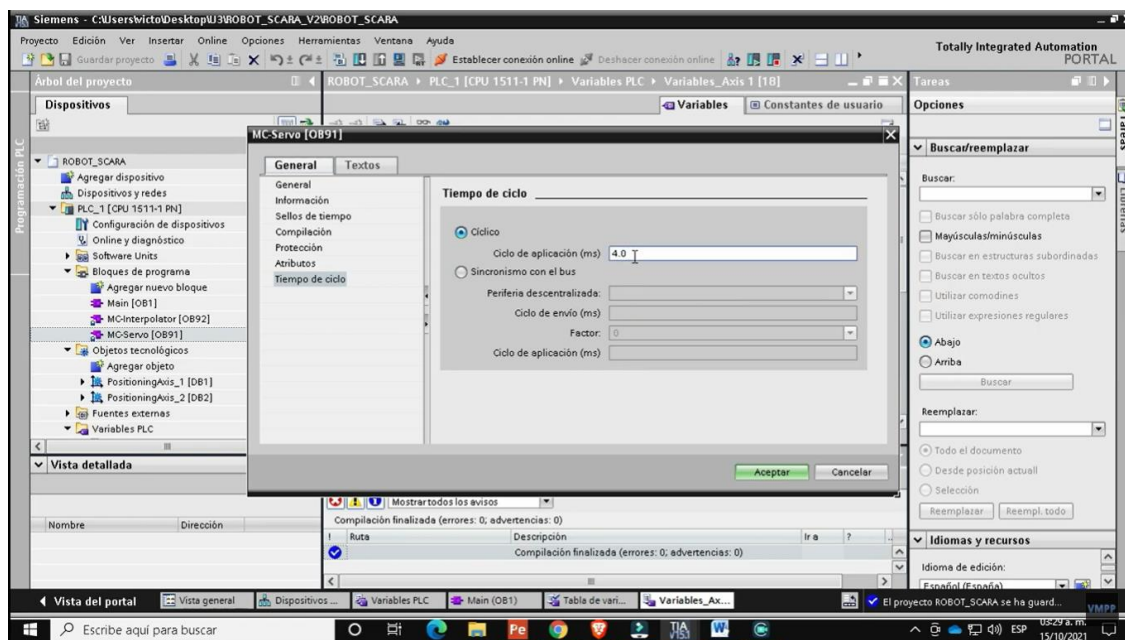 Siemens - C:\Users\victo\Desktop\U3\ROBOT_SCARA_V2\ROBOT_SCARA
Proyecto Edición Ver Insertar Online Opciones Herramientas Ventana Ayuda
Guardar proyecto Establecer conexión online Deshacer conexión online
Totally Integrated Automation
PORTAL
Árbol del proyecto
ROBOT_SCARA PLC_1 [CPU 1511-1 PN] Variables PLC Variables_Axis 1 [18]
Tareas
Dispositivos
Variables
Constantes de usuario
Opciones
Programación PLC
ROBOT_SCARA
Agregar dispositivo
Dispositivos y redes
PLC_1 [CPU 1511-1 PN]
Configuración de dispositivos
Online y diagnóstico
Software Units
Bloques de programa
Agregar nuevo bloque
Main [OB1]
MC-Interpolator [OB92]
MC-Servo [OB91]
Objetos tecnológicos
Agregar objeto
PositioningAxis_1 [DB1]
PositioningAxis_2 [DB2]
Fuentes externas
Variables PLC
Vista detallada
Nombre Dirección
MC-Servo [OB91]
General Textos
General
Información
Sellos de tiempo
Compilación
Protección
Atributos
Tiempo de ciclo
Tiempo de ciclo
Cíclico
Ciclo de aplicación (ms) 4.0
Sincronismo con el bus
Periferia descentralizada:
Ciclo de envío (ms)
Factor: 0
Ciclo de aplicación (ms)
Aceptar Cancelar
Mostrar todos los avisos
Compilación finalizada (errores: 0; advertencias: 0)
! Ruta Descripción Ir a ?
Compilación finalizada (errores: 0; advertencias: 0)
Buscar/reemplazar
Buscar:
Buscar sólo palabra completa
Mayúsculas/minúsculas
Buscar en estructuras subordinadas
Buscar en textos ocultos
Utilizar comodines
Utilizar expresiones regulares
Abajo
Arriba
Buscar
Reemplazar:
Todo el documento
Desde posición actuall
Selección
Reemplazar Reempl. todo
Idiomas y recursos
Idioma de edición:
Español (España)
Vista del portal Vista general Dispositivos ... Variables PLC Main (OB1) Tabla de vari... Variables_Ax...
El proyecto ROBOT_SCARA se ha guard...
VMPP
Escribe aquí para buscar
ESP
03:29 a. m.
15/10/2021